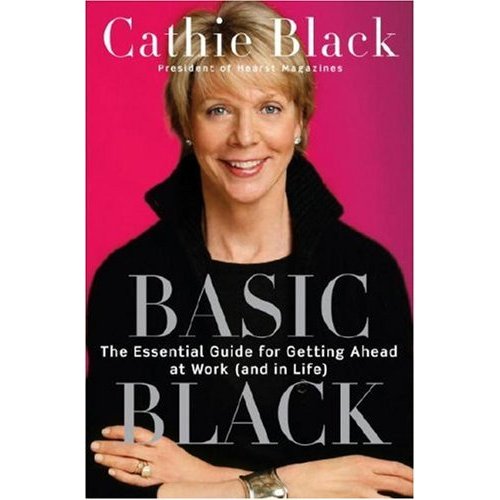 Cathie Black
President of Hearst Magazines
BASIC
The Essential Guide for Getting Ahead
at Work (and in Life)
BLACK